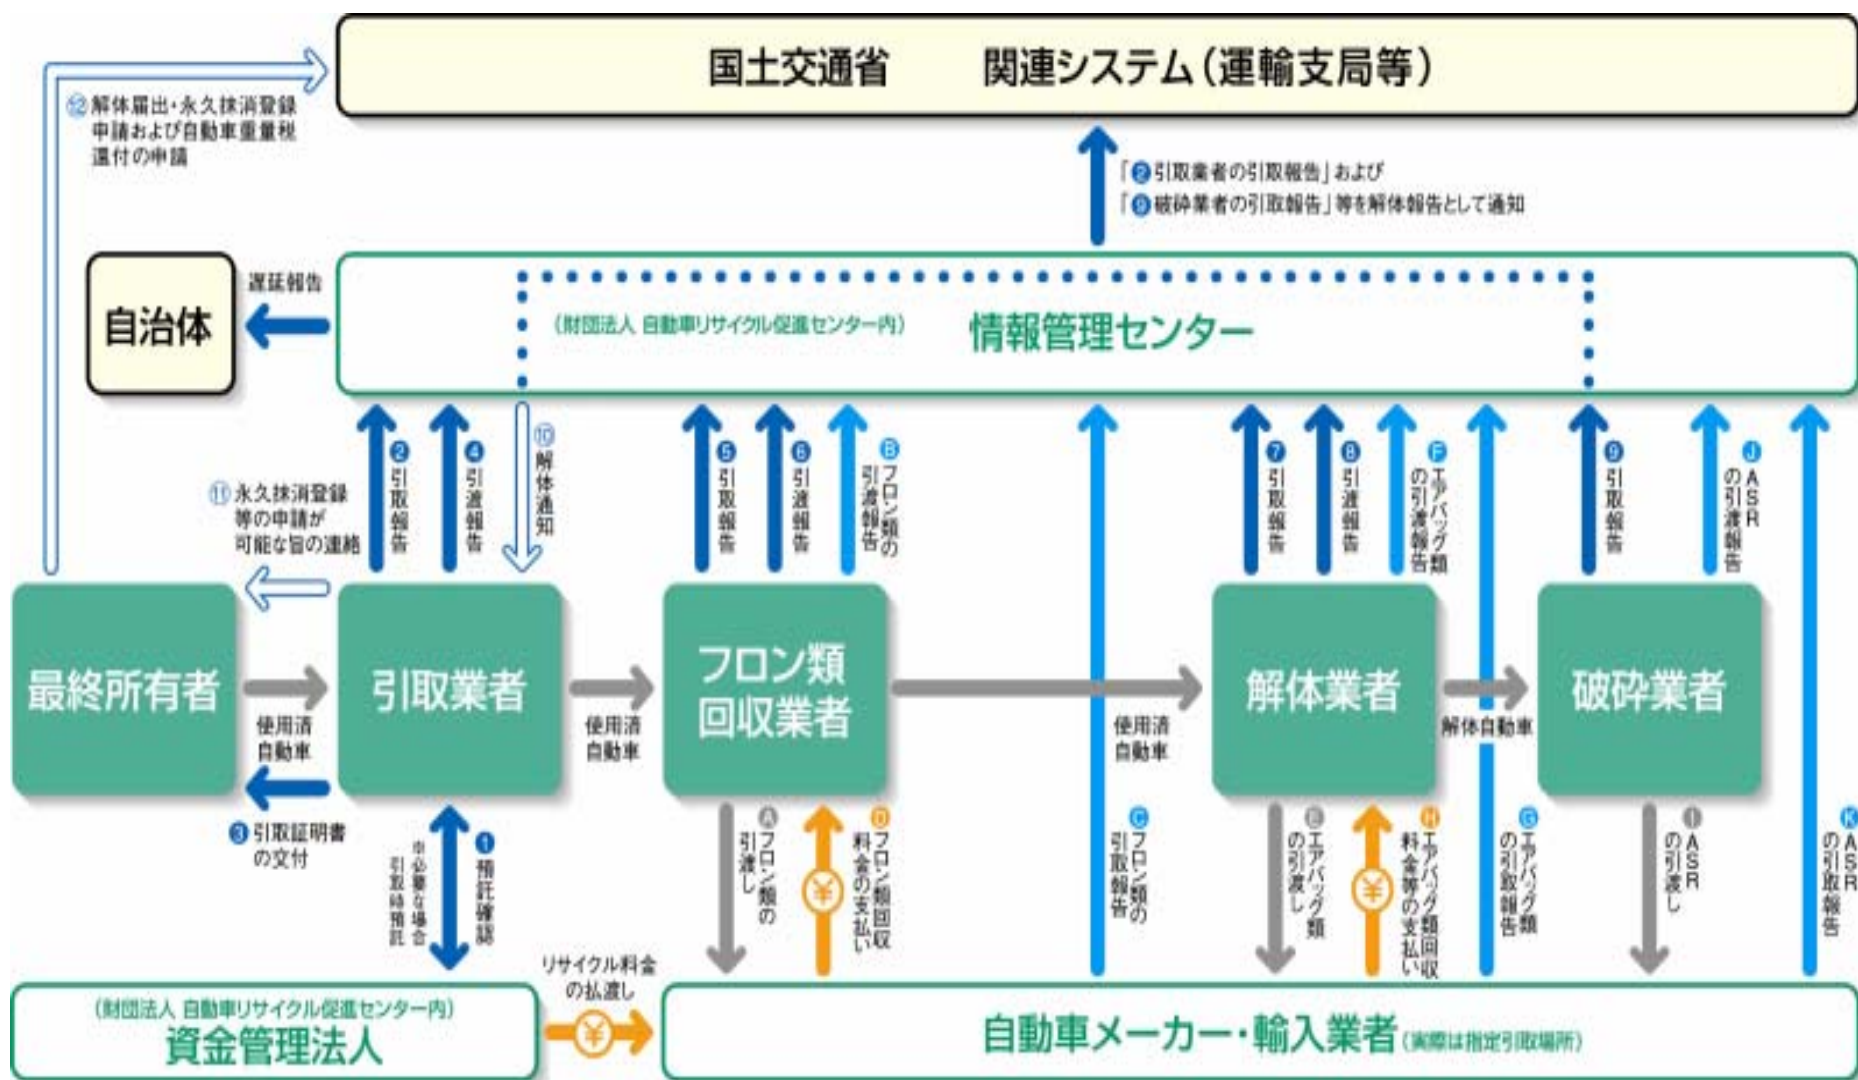 国土交通省 関連システム（運輸支局等）
⑫解体届出・永久抹消登録
申請および自動車重量税
還付の申請
「❷引取業者の引取報告」および
「❾破砕業者の引取報告」等を解体報告として通知
自治体
遅延報告
（財団法人 自動車リサイクル促進センター内） 情報管理センター
❷引取報告
❹引渡報告
⑩解体通知
⑪永久抹消登録
等の申請が
可能な旨の連絡
❺引取報告
❻引渡報告
Ⓑフロン類の
引渡報告
❼引取報告
❽引渡報告
Ⓕエアバッグ類
の引渡報告
❾引取報告
ⒿASR
の引渡報告
最終所有者
使用済
自動車
引取業者
使用済
自動車
フロン類
回収業者
使用済
自動車
解体業者
解体自動車
破砕業者
❸引取証明書
の交付
❶預託確認
※必要な場合
引取時預託
Ⓐフロン類の
引渡し
Ⓓフロン類回収
料金の支払い
Ⓒフロン類の
引取報告
Ⓔエアバッグ類
の引渡し
Ⓗエアバッグ類回収
料金等の支払い
Ⓖエアバッグ類
の引取報告
ⒾASR
の引渡し
ⓀASR
の引取報告
リサイクル料金
の払渡し
¥
¥
¥
（財団法人 自動車リサイクル促進センター内）
資金管理法人
自動車メーカー・輸入業者（実際は指定引取場所）